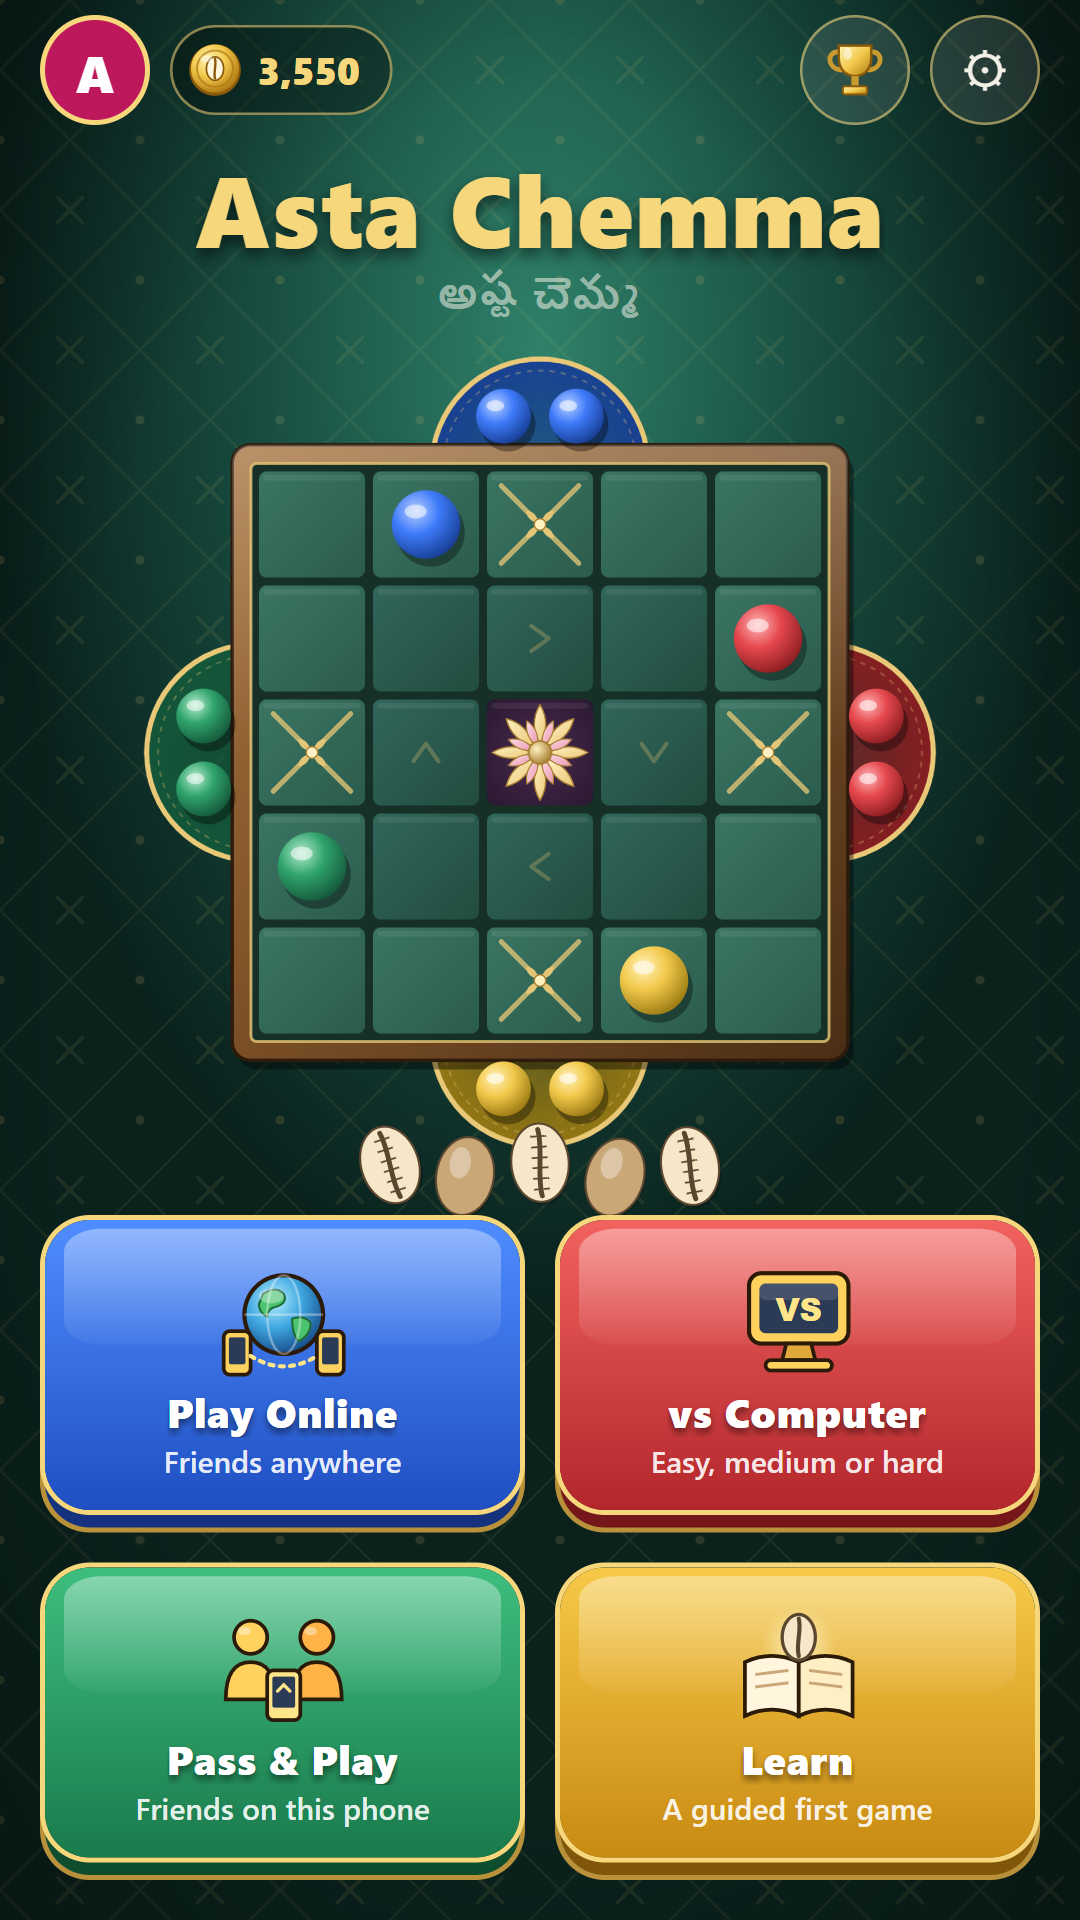 A
3,550
Asta Chemma
అష్ట చెమ్మ
VS
Play Online
Friends anywhere
vs Computer
Easy, medium or hard
Pass & Play
Friends on this phone
Learn
A guided first game